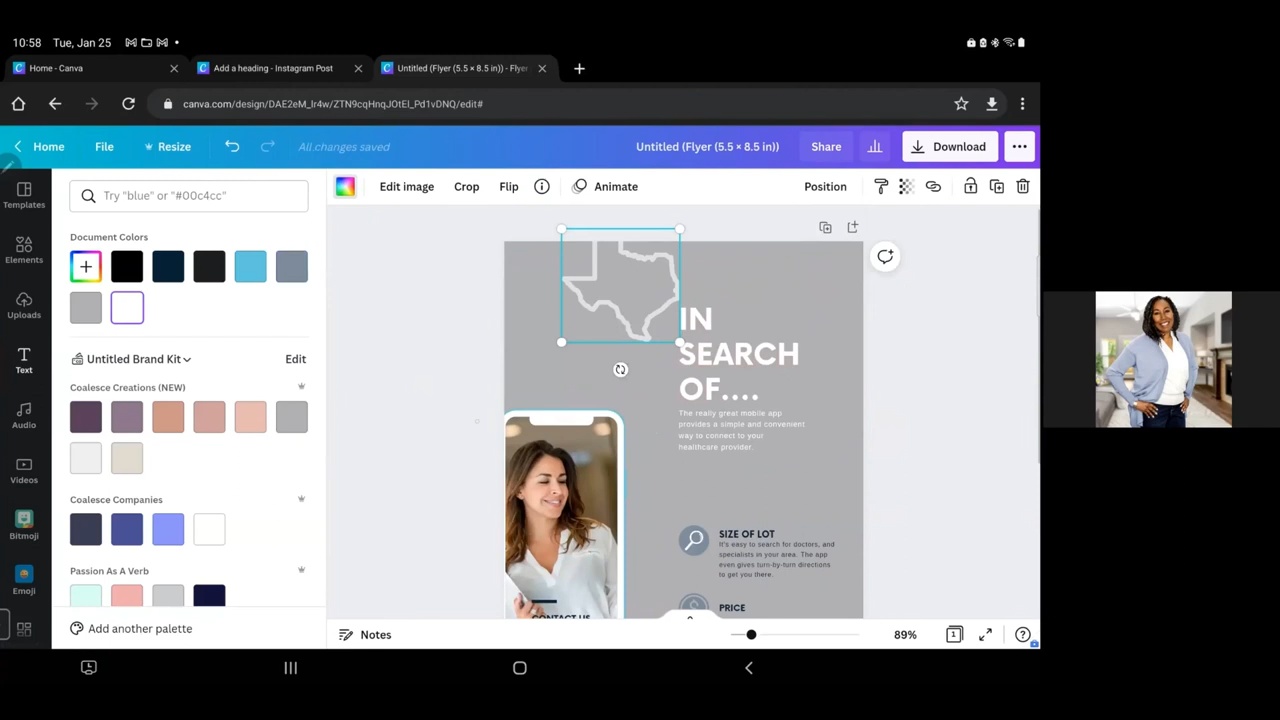 10:58 Tue, Jan 25
Home - Canva
Add a heading - Instagram Post
Untitled (Flyer (5.5 × 8.5 in)) - Flye
canva.com/design/DAE2eM_Ir4w/ZTN9cqHnqJOtEI_Pd1vDNQ/edit#
Home
File
Resize
All changes saved
Untitled (Flyer (5.5 × 8.5 in))
Share
Download
Templates
Elements
Uploads
Text
Audio
Videos
Bitmoji
Emoji
Try "blue" or "#00c4cc"
Document Colors
Untitled Brand Kit
Edit
Coalesce Creations (NEW)
Coalesce Companies
Passion As A Verb
Add another palette
Edit image
Crop
Flip
Animate
Position
IN
SEARCH
OF....
The really great mobile app
provides a simple and convenient
way to connect to your
healthcare provider.
SIZE OF LOT
It's easy to search for doctors, and
specialists in your area. The app
even gives turn-by-turn directions
to get you there.
PRICE
CONTACT US
Notes
89%
1